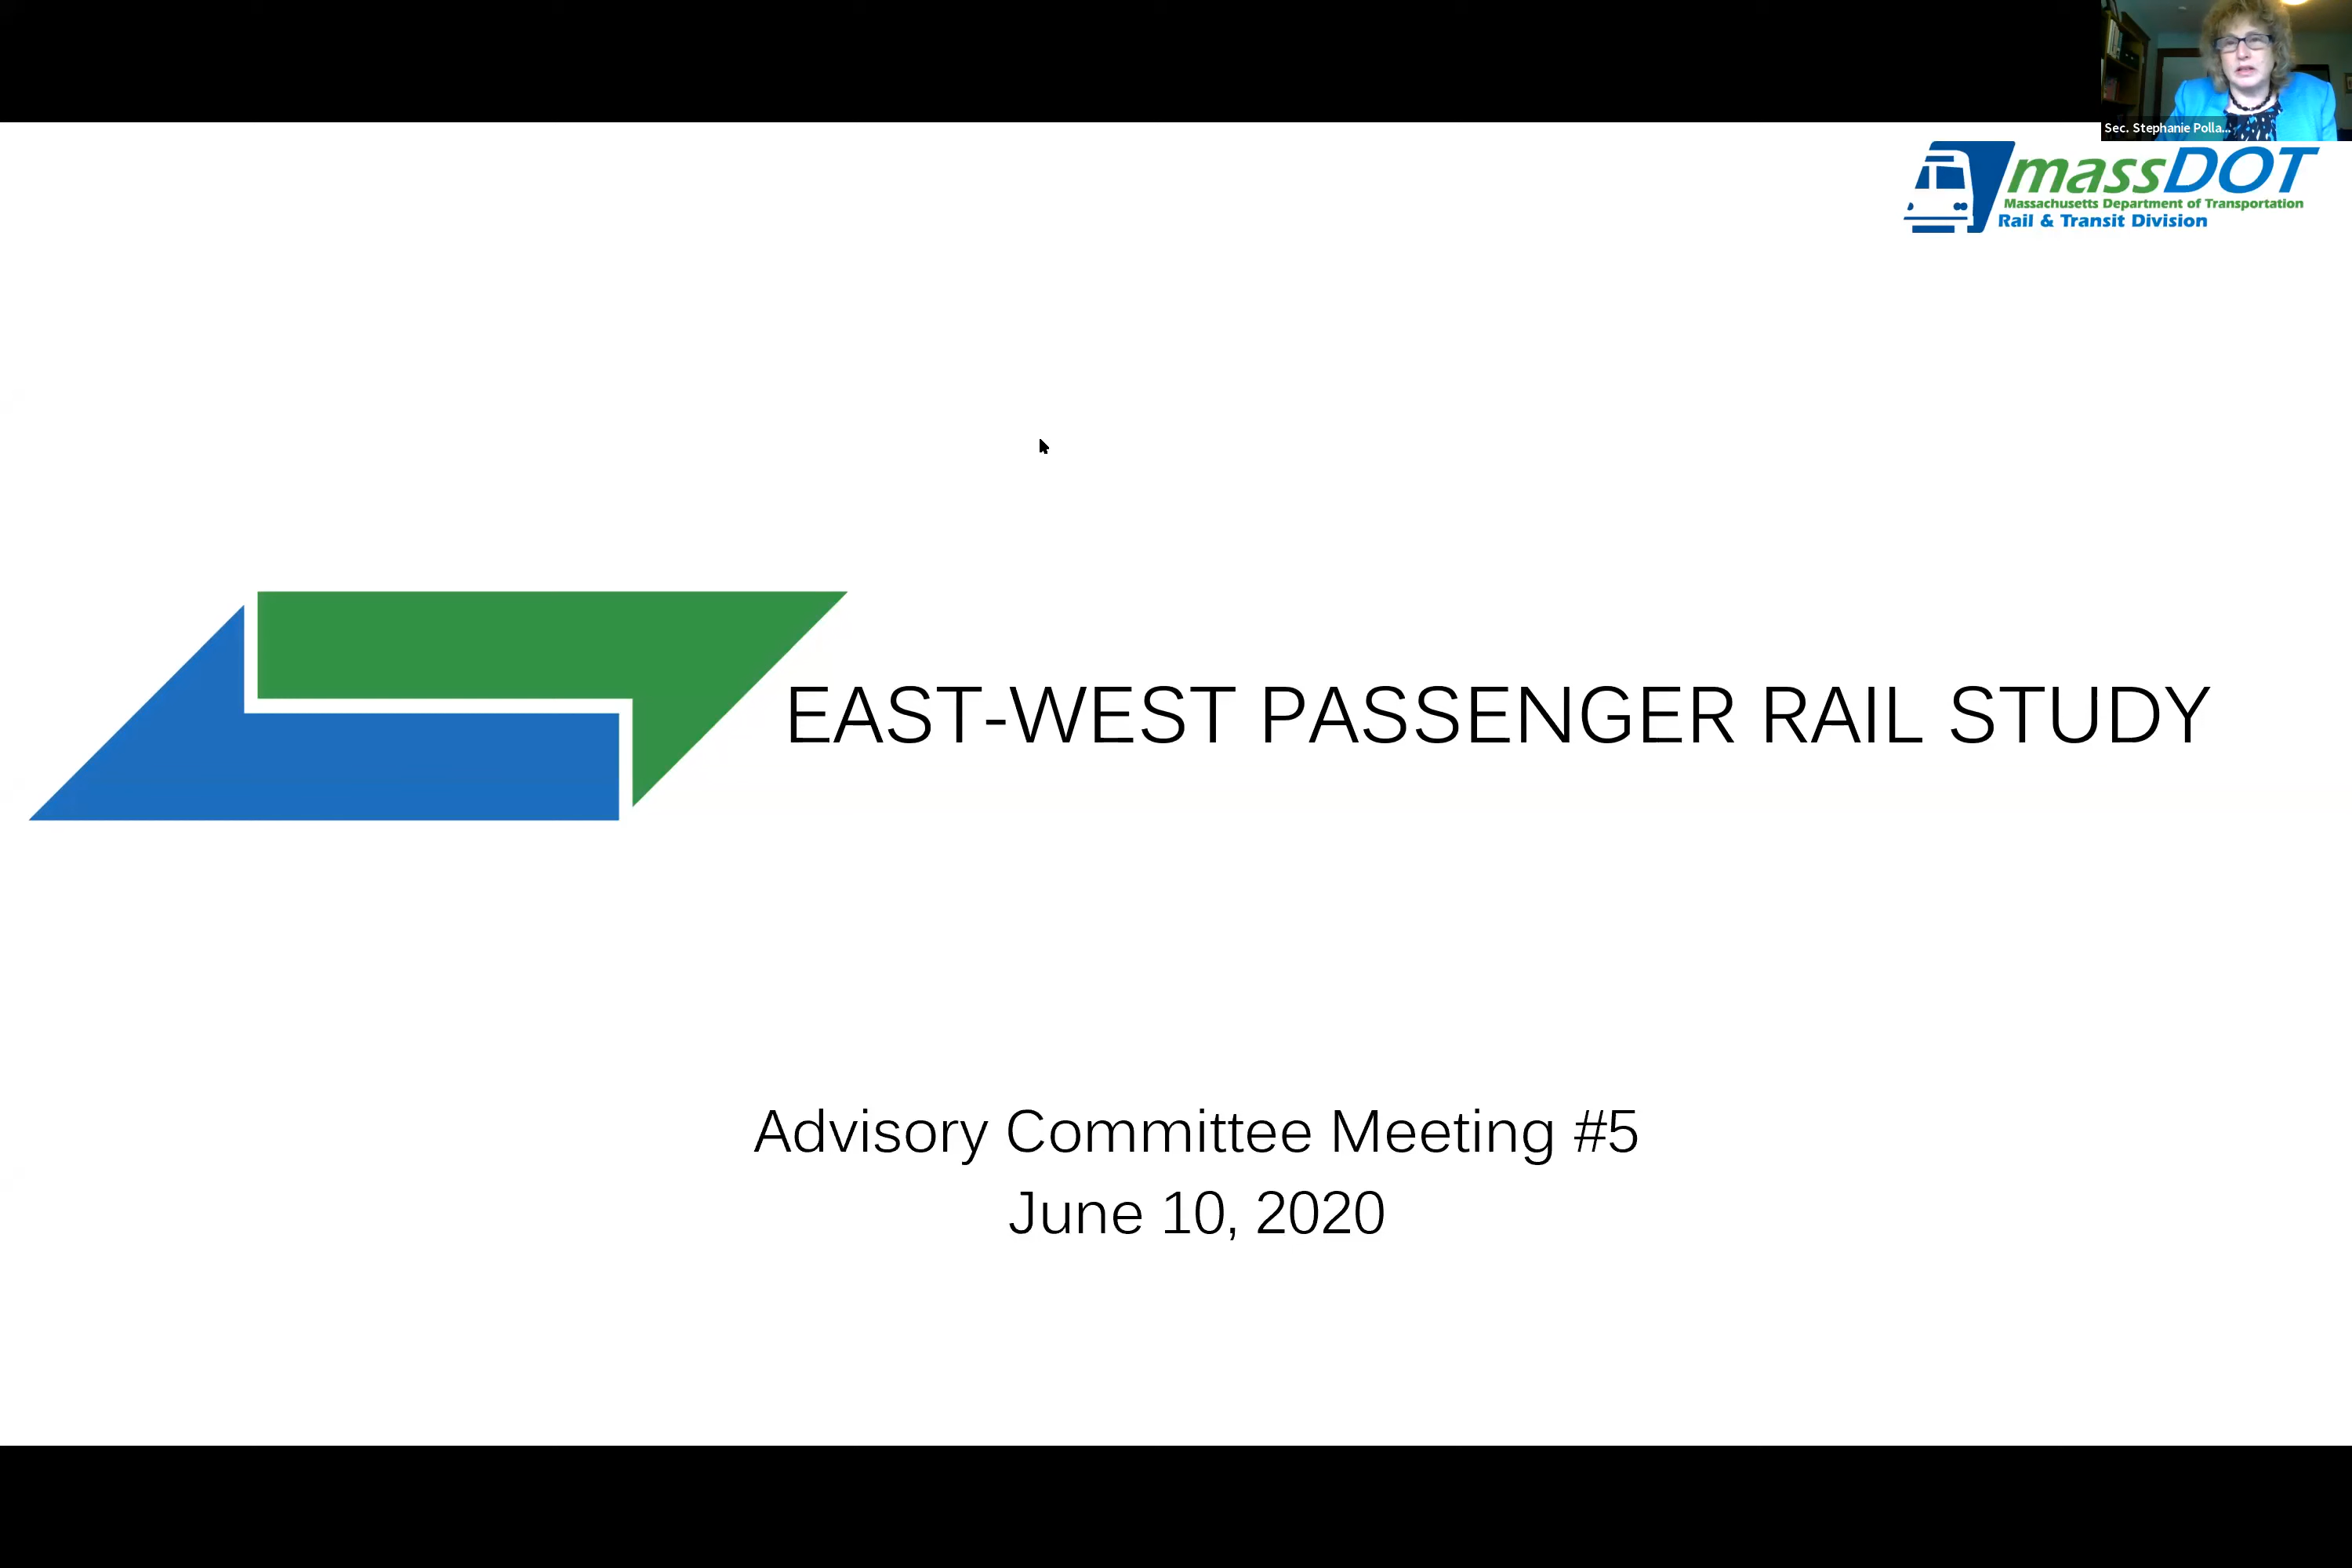 Sec. Stephanie Polla...
massDOT
Massachusetts Department of Transportation
Rail & Transit Division
EAST-WEST PASSENGER RAIL STUDY
Advisory Committee Meeting #5
June 10, 2020